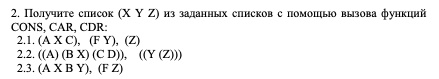 2. Получите список (X Y Z) из заданных списков с помощью вызова функций
CONS, CAR, CDR:
2.1. (A X C), (F Y), (Z)
2.2. ((A) (B X) (C D)), ((Y (Z)))
2.3. (A X B Y), (F Z)